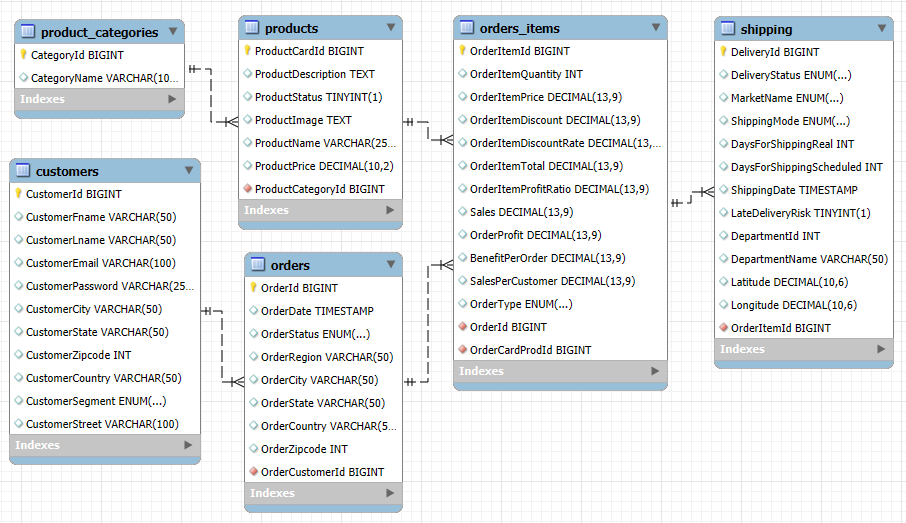 product_categories
CategoryId BIGINT
CategoryName VARCHAR(10...
Indexes
products
ProductCardId BIGINT
ProductDescription TEXT
ProductStatus TINYINT(1)
ProductImage TEXT
ProductName VARCHAR(25...
ProductPrice DECIMAL(10,2)
ProductCategoryId BIGINT
Indexes
orders_items
OrderItemId BIGINT
OrderItemQuantity INT
OrderItemPrice DECIMAL(13,9)
OrderItemDiscount DECIMAL(13,9)
OrderItemDiscountRate DECIMAL(13,...
OrderItemTotal DECIMAL(13,9)
OrderItemProfitRatio DECIMAL(13,9)
Sales DECIMAL(13,9)
OrderProfit DECIMAL(13,9)
BenefitPerOrder DECIMAL(13,9)
SalesPerCustomer DECIMAL(13,9)
OrderType ENUM(...)
OrderId BIGINT
OrderCardProdId BIGINT
Indexes
shipping
DeliveryId BIGINT
DeliveryStatus ENUM(...)
MarketName ENUM(...)
ShippingMode ENUM(...)
DaysForShippingReal INT
DaysForShippingScheduled INT
ShippingDate TIMESTAMP
LateDeliveryRisk TINYINT(1)
DepartmentId INT
DepartmentName VARCHAR(50)
Latitude DECIMAL(10,6)
Longitude DECIMAL(10,6)
OrderItemId BIGINT
Indexes
customers
CustomerId BIGINT
CustomerFname VARCHAR(50)
CustomerLname VARCHAR(50)
CustomerEmail VARCHAR(100)
CustomerPassword VARCHAR(25...
CustomerCity VARCHAR(50)
CustomerState VARCHAR(50)
CustomerZipcode INT
CustomerCountry VARCHAR(50)
CustomerSegment ENUM(...)
CustomerStreet VARCHAR(100)
Indexes
orders
OrderId BIGINT
OrderDate TIMESTAMP
OrderStatus ENUM(...)
OrderRegion VARCHAR(50)
OrderCity VARCHAR(50)
OrderState VARCHAR(50)
OrderCountry VARCHAR(5...
OrderZipcode INT
OrderCustomerId BIGINT
Indexes